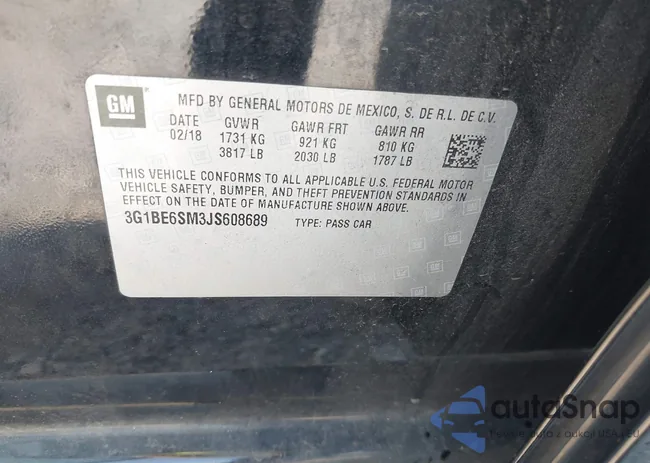 GM
MFD BY GENERAL MOTORS DE MEXICO, S. DE R.L. DE C.V.
DATE GVWR GAWR FRT GAWR RR
02/18 1731 KG 921 KG 810 KG
3817 LB 2030 LB 1787 LB
THIS VEHICLE CONFORMS TO ALL APPLICABLE U.S. FEDERAL MOTOR
VEHICLE SAFETY, BUMPER, AND THEFT PREVENTION STANDARDS IN
EFFECT ON THE DATE OF MANUFACTURE SHOWN ABOVE.
3G1BE6SM3JS608689 TYPE: PASS CAR
autoSnap
z aukcji USA